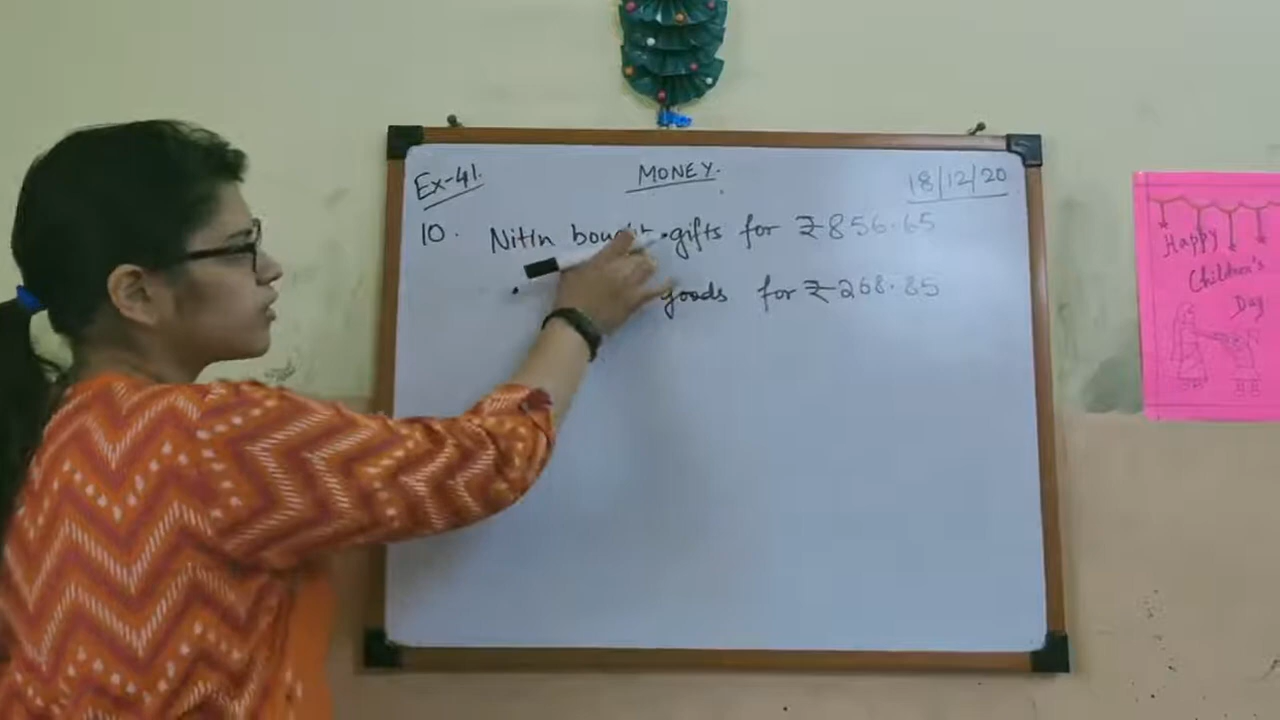 Ex-41. MONEY. 18/12/20
10. Nitin bought gifts for ₹856.65
goods for ₹268.85
Happy
Children's
Day